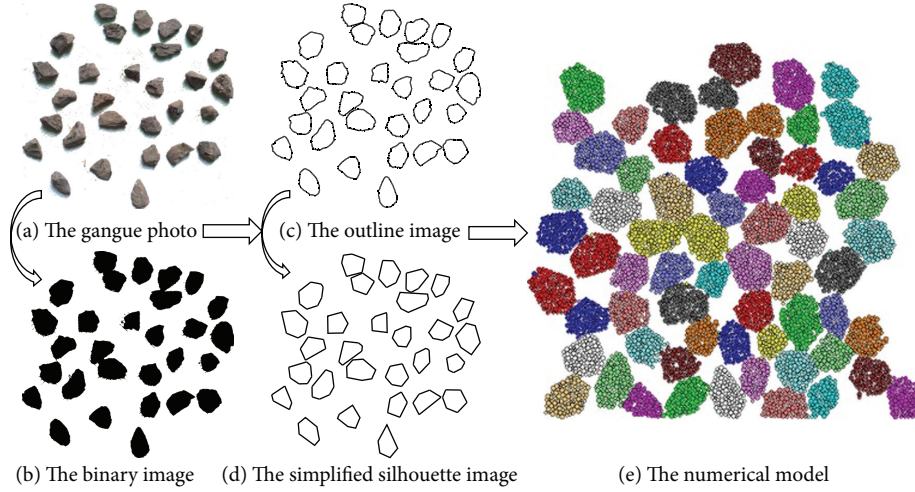 (a) The gangue photo
(c) The outline image
(b) The binary image
(d) The simplified silhouette image
(e) The numerical model